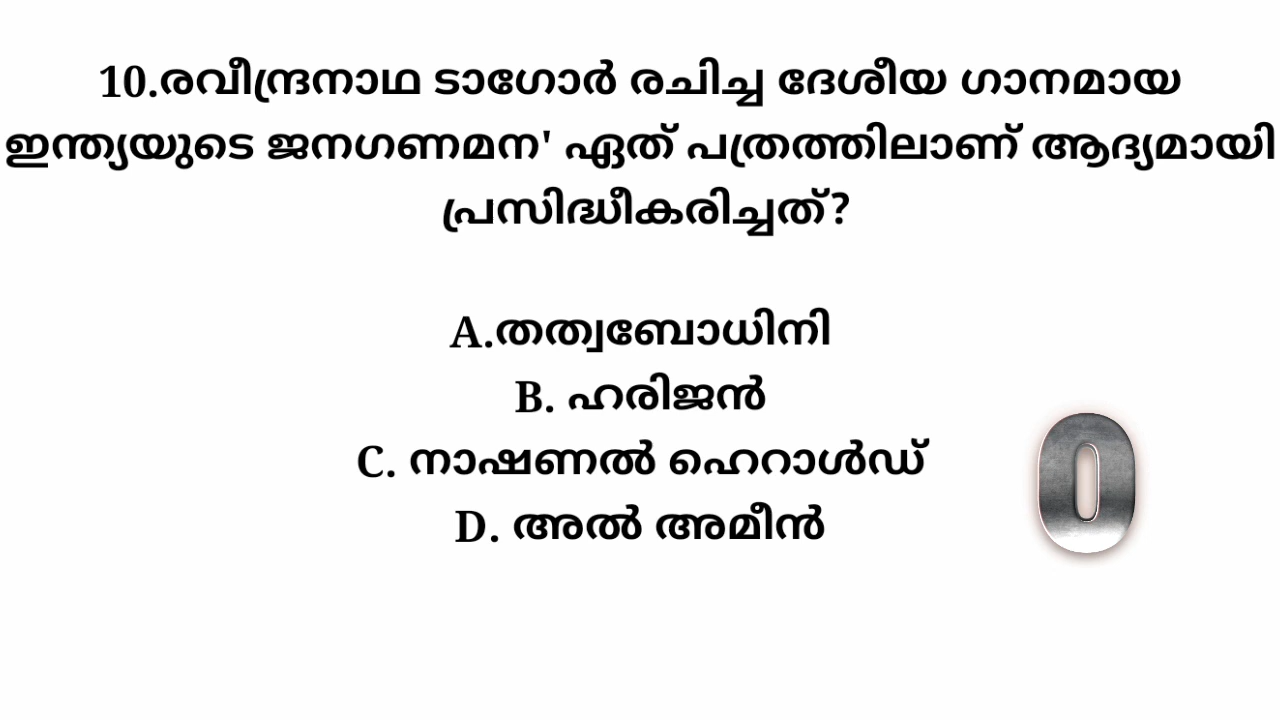 10.രവീന്ദ്രനാഥ ടാഗോർ രചിച്ച ദേശീയ ഗാനമായ
ഇന്ത്യയുടെ ജനഗണമന' ഏത് പത്രത്തിലാണ് ആദ്യമായി
പ്രസിദ്ധീകരിച്ചത്?
A.തത്വബോധിനി
B. ഹരിജൻ
C. നാഷണൽ ഹെറാൾഡ്
D. അൽ അമീൻ
0